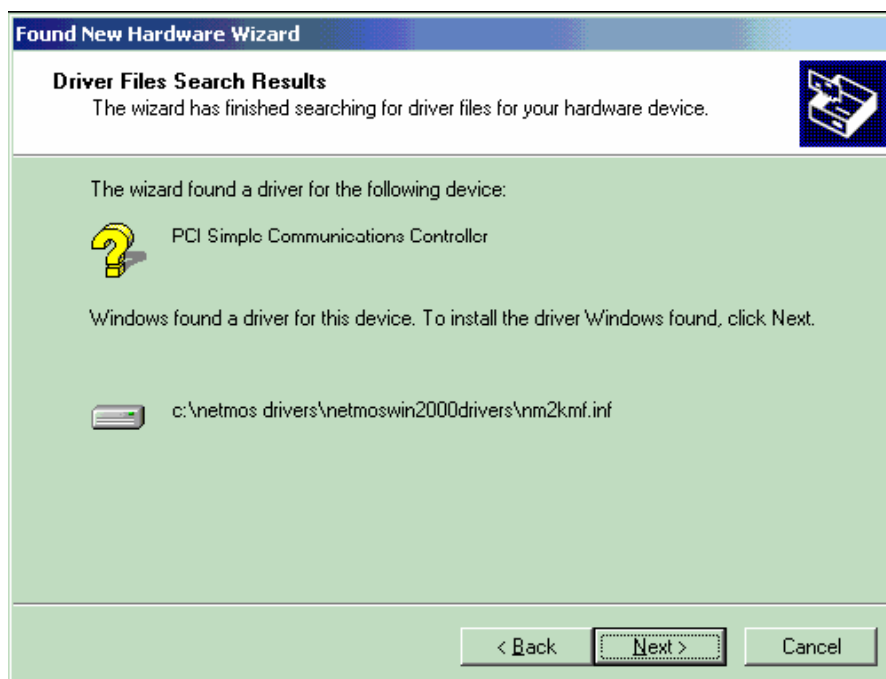 Found New Hardware Wizard
Driver Files Search Results
The wizard has finished searching for driver files for your hardware device.
The wizard found a driver for the following device:
PCI Simple Communications Controller
Windows found a driver for this device. To install the driver Windows found, click Next.
c:\netmos drivers\netmoswin2000drivers\nm2kmf.inf
< Back Next > Cancel